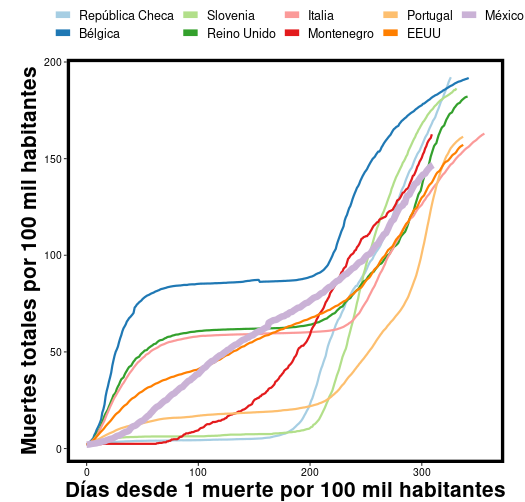 República Checa Eslovenia Italia Portugal México
Bélgica Reino Unido Montenegro EEUU
Muertes totales por 100 mil habitantes
200
150
100
50
0
0 100 200 300
Días desde 1 muerte por 100 mil habitantes